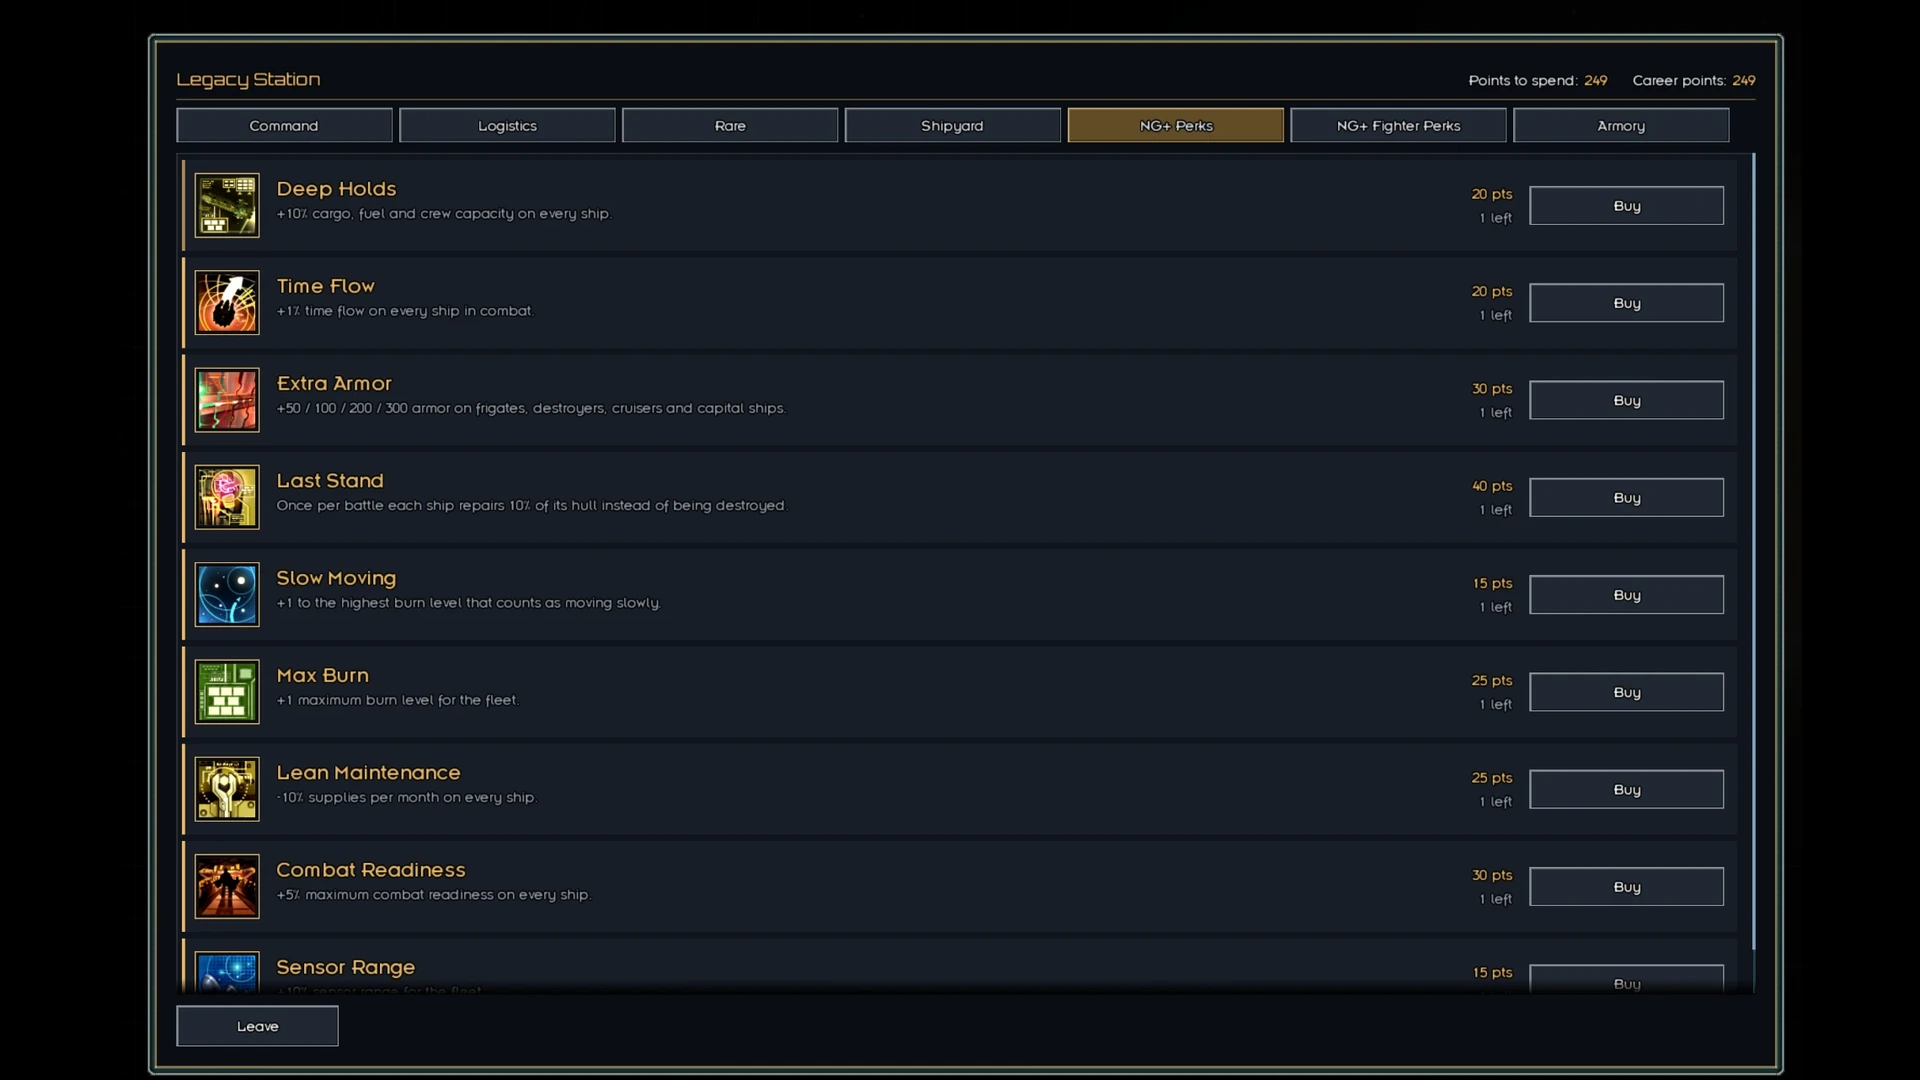 Legacy Station
Points to spend: 249 Career points: 249
Command Logistics Rare Shipyard NG+ Perks NG+ Fighter Perks Armory
Deep Holds
+10% cargo, fuel and crew capacity on every ship.
20 pts
1 left
Buy
Time Flow
+1% time flow on every ship in combat.
20 pts
1 left
Buy
Extra Armor
+50 / 100 / 200 / 300 armor on frigates, destroyers, cruisers and capital ships.
30 pts
1 left
Buy
Last Stand
Once per battle each ship repairs 10% of its hull instead of being destroyed.
40 pts
1 left
Buy
Slow Moving
+1 to the highest burn level that counts as moving slowly.
15 pts
1 left
Buy
Max Burn
+1 maximum burn level for the fleet.
25 pts
1 left
Buy
Lean Maintenance
-10% supplies per month on every ship.
25 pts
1 left
Buy
Combat Readiness
+5% maximum combat readiness on every ship.
30 pts
1 left
Buy
Sensor Range
+10% sensor range for the fleet
15 pts
Buy
Leave